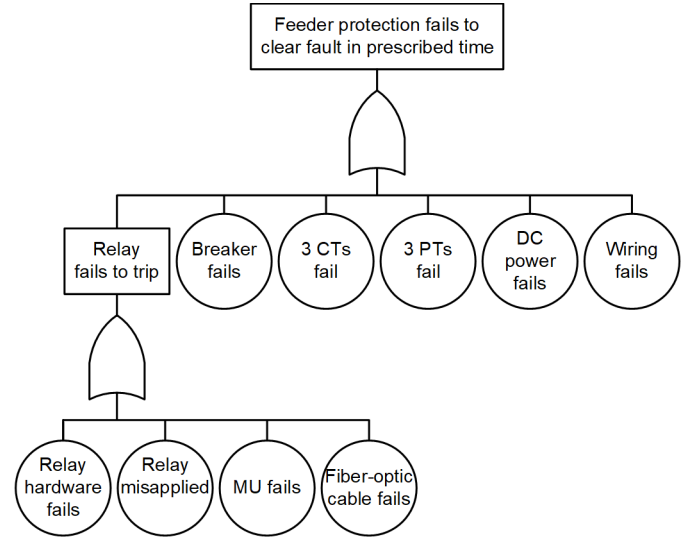 Feeder protection fails to
clear fault in prescribed time
Relay
fails to trip
Breaker
fails
3 CTs
fail
3 PTs
fail
DC
power
fails
Wiring
fails
Relay
hardware
fails
Relay
misapplied
MU fails
Fiber-optic
cable fails